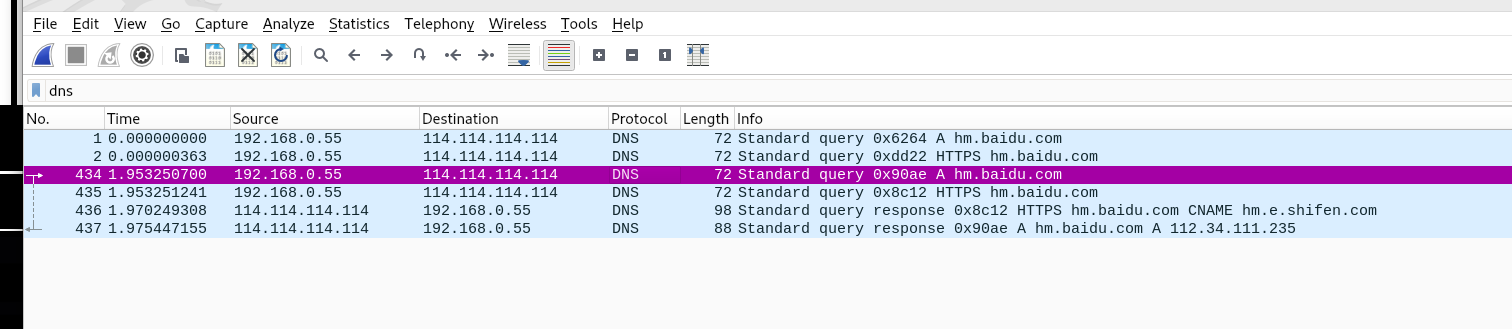 File Edit View Go Capture Analyze Statistics Telephony Wireless Tools Help
dns
No. Time Source Destination Protocol Length Info
1 0.000000000 192.168.0.55 114.114.114.114 DNS 72 Standard query 0x6264 A hm.baidu.com
2 0.000000363 192.168.0.55 114.114.114.114 DNS 72 Standard query 0xdd22 HTTPS hm.baidu.com
434 1.953250700 192.168.0.55 114.114.114.114 DNS 72 Standard query 0x90ae A hm.baidu.com
435 1.953251241 192.168.0.55 114.114.114.114 DNS 72 Standard query 0x8c12 HTTPS hm.baidu.com
436 1.970249308 114.114.114.114 192.168.0.55 DNS 98 Standard query response 0x8c12 HTTPS hm.baidu.com CNAME hm.e.shifen.com
437 1.975447155 114.114.114.114 192.168.0.55 DNS 88 Standard query response 0x90ae A hm.baidu.com A 112.34.111.235